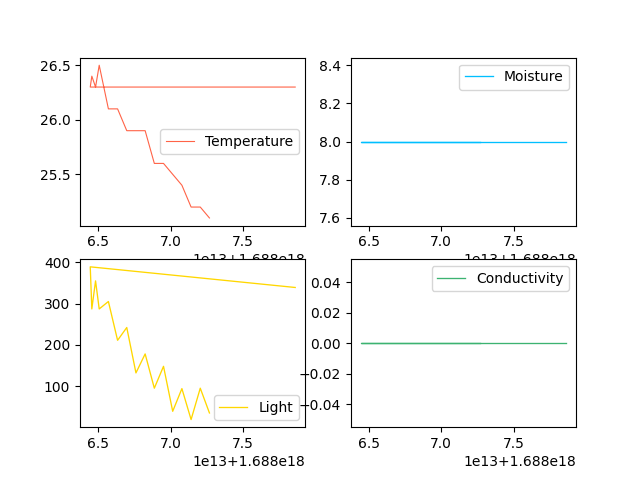 26.5
26.0
25.5
Temperature
6.5 7.0 7.5
1e13+1.688e18
8.4
8.2
8.0
7.8
7.6
Moisture
6.5 7.0 7.5
1e13+1.688e18
400
300
200
100
Light
6.5 7.0 7.5
1e13+1.688e18
0.04
0.02
0.00
−0.02
−0.04
Conductivity
6.5 7.0 7.5
1e13+1.688e18